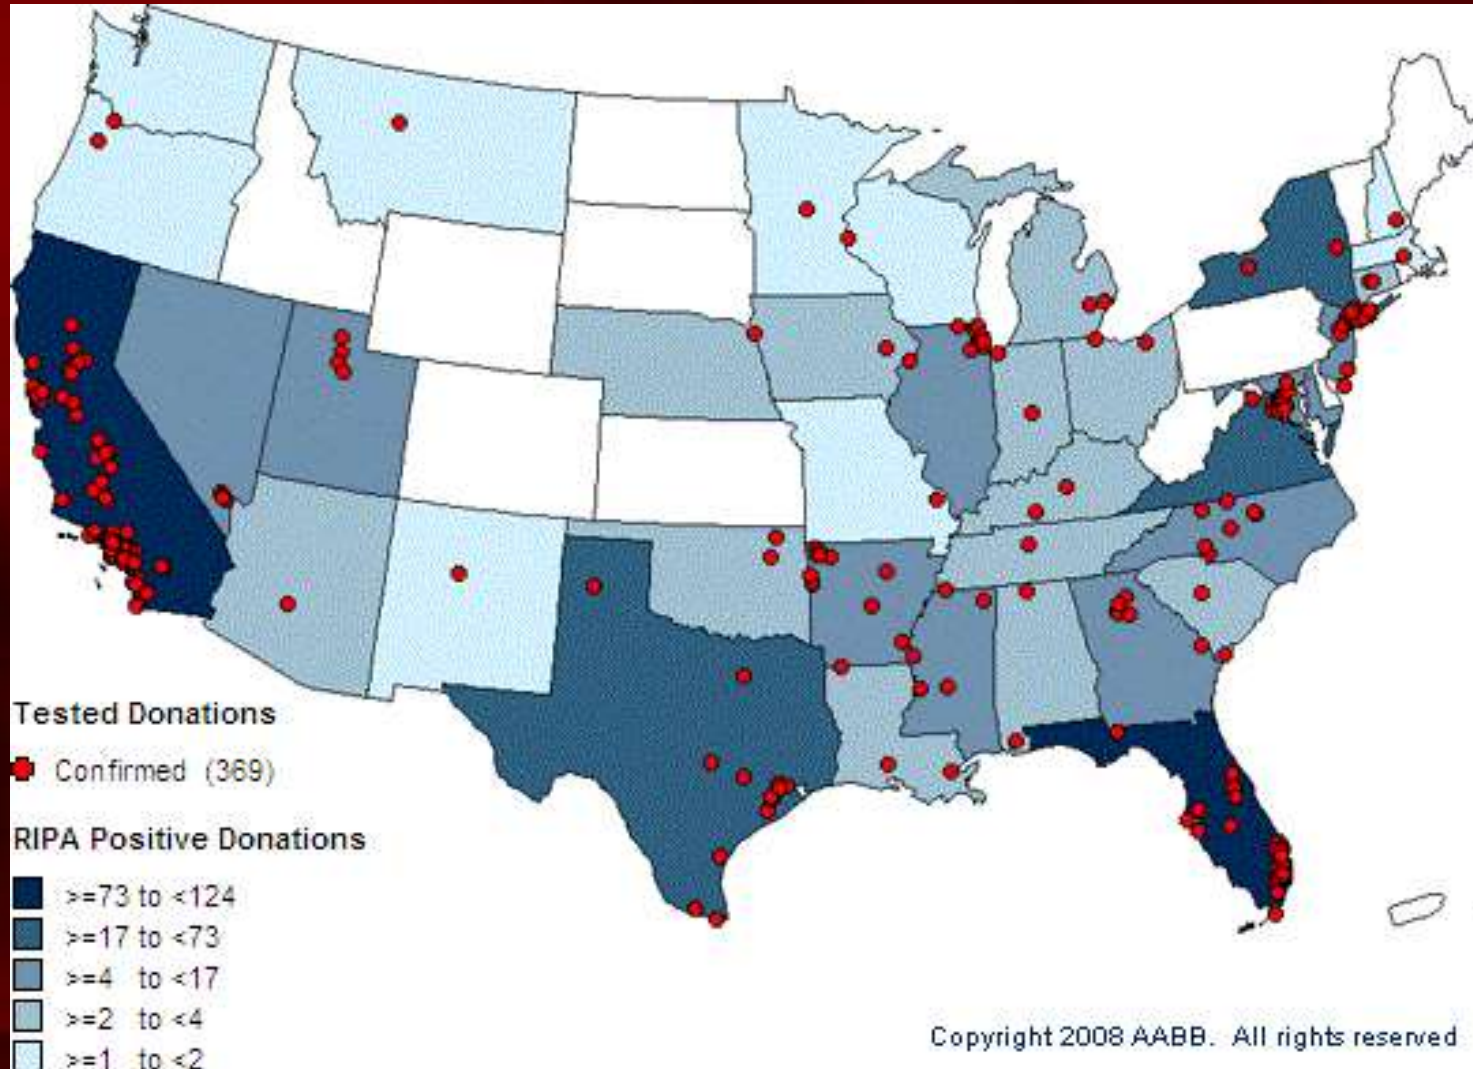 Tested Donations
Confirmed (369)
RIPA Positive Donations
>=73 to <124
>=17 to <73
>=4 to <17
>=2 to <4
>=1 to <2
Copyright 2008 AABB. All rights reserved